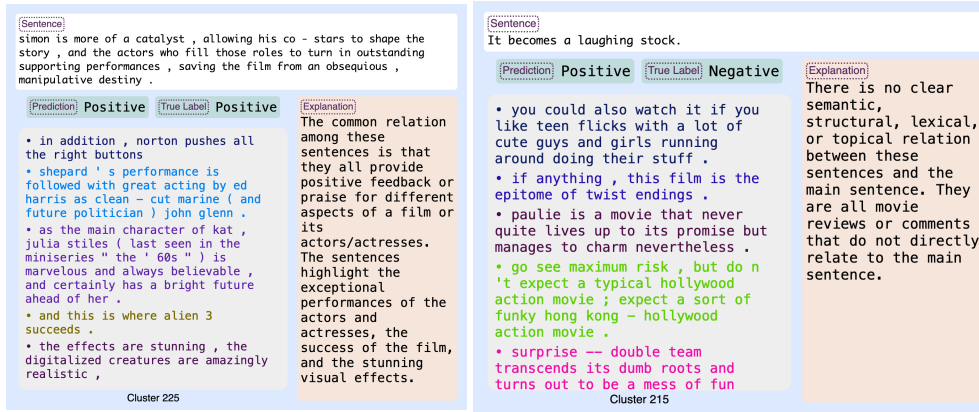 Sentence
simon is more of a catalyst , allowing his co - stars to shape the
story , and the actors who fill those roles to turn in outstanding
supporting performances , saving the film from an obsequious ,
manipulative destiny .
Prediction Positive True Label Positive
• in addition , norton pushes all
the right buttons
• shepard ' s performance is
followed with great acting by ed
harris as clean - cut marine ( and
future politician ) john glenn .
• as the main character of kat ,
julia stiles ( last seen in the
miniseries " the ' 60s " ) is
marvelous and always believable ,
and certainly has a bright future
ahead of her .
• and this is where alien 3
succeeds .
• the effects are stunning , the
digitalized creatures are amazingly
realistic ,
Explanation
The common relation
among these
sentences is that
they all provide
positive feedback or
praise for different
aspects of a film or
its
actors/actresses.
The sentences
highlight the
exceptional
performances of the
actors and
actresses, the
success of the film,
and the stunning
visual effects.
Cluster 225
Sentence
It becomes a laughing stock.
Prediction Positive True Label Negative
• you could also watch it if you
like teen flicks with a lot of
cute guys and girls running
around doing their stuff .
• if anything , this film is the
epitome of twist endings .
• paulie is a movie that never
quite lives up to its promise but
manages to charm nevertheless .
• go see maximum risk , but do n
't expect a typical hollywood
action movie ; expect a sort of
funky hong kong - hollywood
action movie .
• surprise -- double team
transcends its dumb roots and
turns out to be a mess of fun
Explanation
There is no clear
semantic,
structural, lexical,
or topical relation
between these
sentences and the
main sentence. They
are all movie
reviews or comments
that do not directly
relate to the main
sentence.
Cluster 215